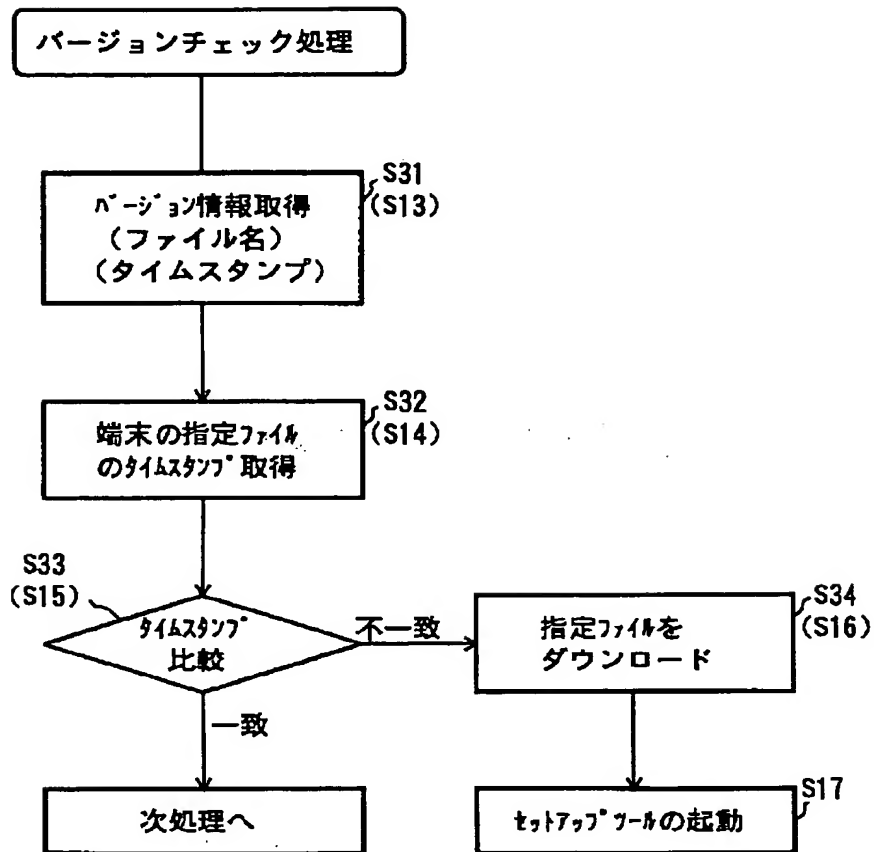 バージョンチェック処理
S31
(S13)
ﾊﾞｰｼﾞｮﾝ情報取得
(ファイル名)
(タイムスタンプ)
S32
(S14)
端末の指定ﾌｧｲﾙ
のﾀｲﾑｽﾀﾝﾌﾟ取得
S33
(S15)
ﾀｲﾑｽﾀﾝﾌﾟ
比較
不一致
S34
(S16)
指定ﾌｧｲﾙを
ダウンロード
一致
次処理へ
S17
ｾｯﾄｱｯﾌﾟﾂｰﾙの起動